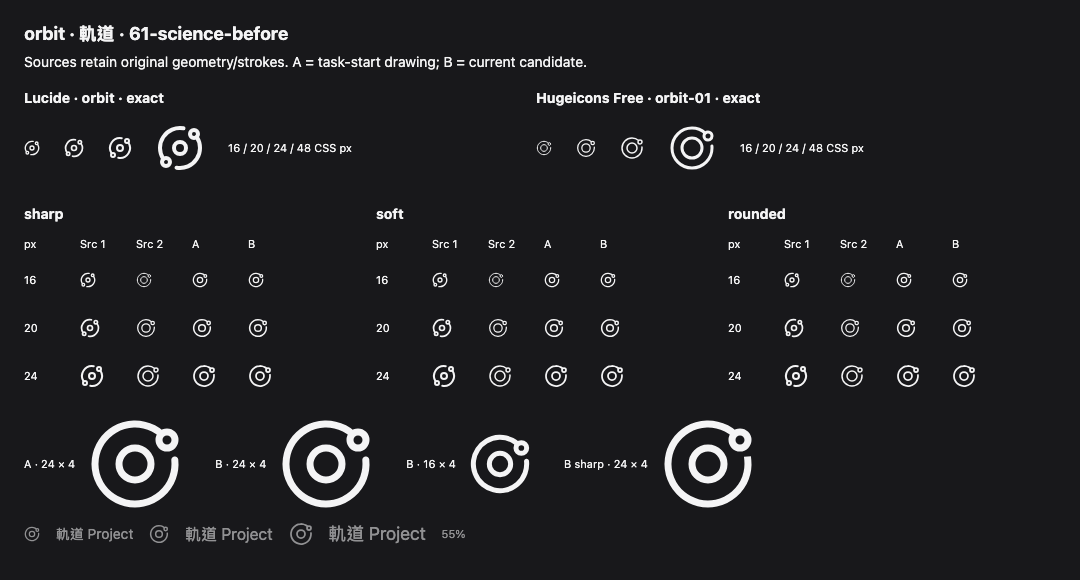 orbit · 軌道 · 61-science-before
Sources retain original geometry/strokes. A = task-start drawing; B = current candidate.
Lucide · orbit · exact
16 / 20 / 24 / 48 CSS px
Hugeicons Free · orbit-01 · exact
16 / 20 / 24 / 48 CSS px
sharp
px Src 1 Src 2 A B
16
20
24
soft
px Src 1 Src 2 A B
16
20
24
rounded
px Src 1 Src 2 A B
16
20
24
A · 24 × 4 B · 24 × 4 B · 16 × 4 B sharp · 24 × 4
軌道 Project 軌道 Project 軌道 Project 55%